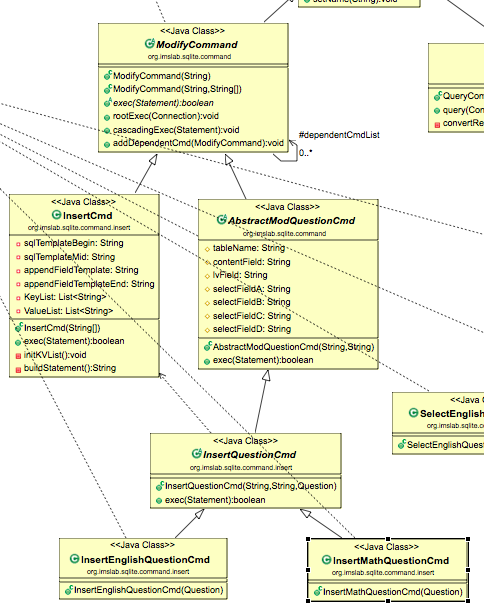 setName(String):void
<<Java Class>>
ModifyCommand
org.imslab.sqlite.command
ModifyCommand(String)
ModifyCommand(String,String[])
exec(Statement):boolean
rootExec(Connection):void
cascadingExec(Statement):void
addDependentCmd(ModifyCommand):void
#dependentCmdList
0..*
QueryCom
query(Con
convertRe
<<Java Class>>
InsertCmd
org.imslab.sqlite.command.insert
sqlTemplateBegin: String
sqlTemplateMid: String
appendFieldTemplate: String
appendFieldTemplateEnd: String
KeyList: List<String>
ValueList: List<String>
InsertCmd(String[])
exec(Statement):boolean
initKVList():void
buildStatement():String
<<Java Class>>
AbstractModQuestionCmd
org.imslab.sqlite.command
tableName: String
contentField: String
lvField: String
selectFieldA: String
selectFieldB: String
selectFieldC: String
selectFieldD: String
AbstractModQuestionCmd(String,String)
exec(Statement):boolean
<<Java C
SelectEnglish
org.imslab.sqlite
SelectEnglishQuest
<<Java Class>>
InsertQuestionCmd
org.imslab.sqlite.command.insert
InsertQuestionCmd(String,String,Question)
exec(Statement):boolean
<<Java Class>>
InsertEnglishQuestionCmd
org.imslab.sqlite.command.insert
InsertEnglishQuestionCmd(Question)
<<Java Class>>
InsertMathQuestionCmd
org.imslab.sqlite.command.insert
InsertMathQuestionCmd(Question)